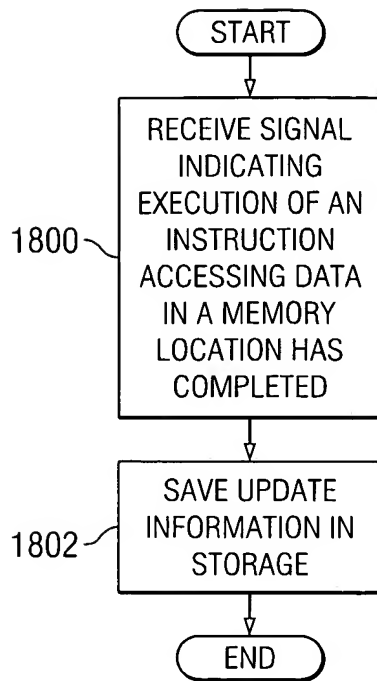 START
RECEIVE SIGNAL
INDICATING
EXECUTION OF AN
INSTRUCTION
ACCESSING DATA
IN A MEMORY
LOCATION HAS
COMPLETED
1800
SAVE UPDATE
INFORMATION IN
STORAGE
1802
END